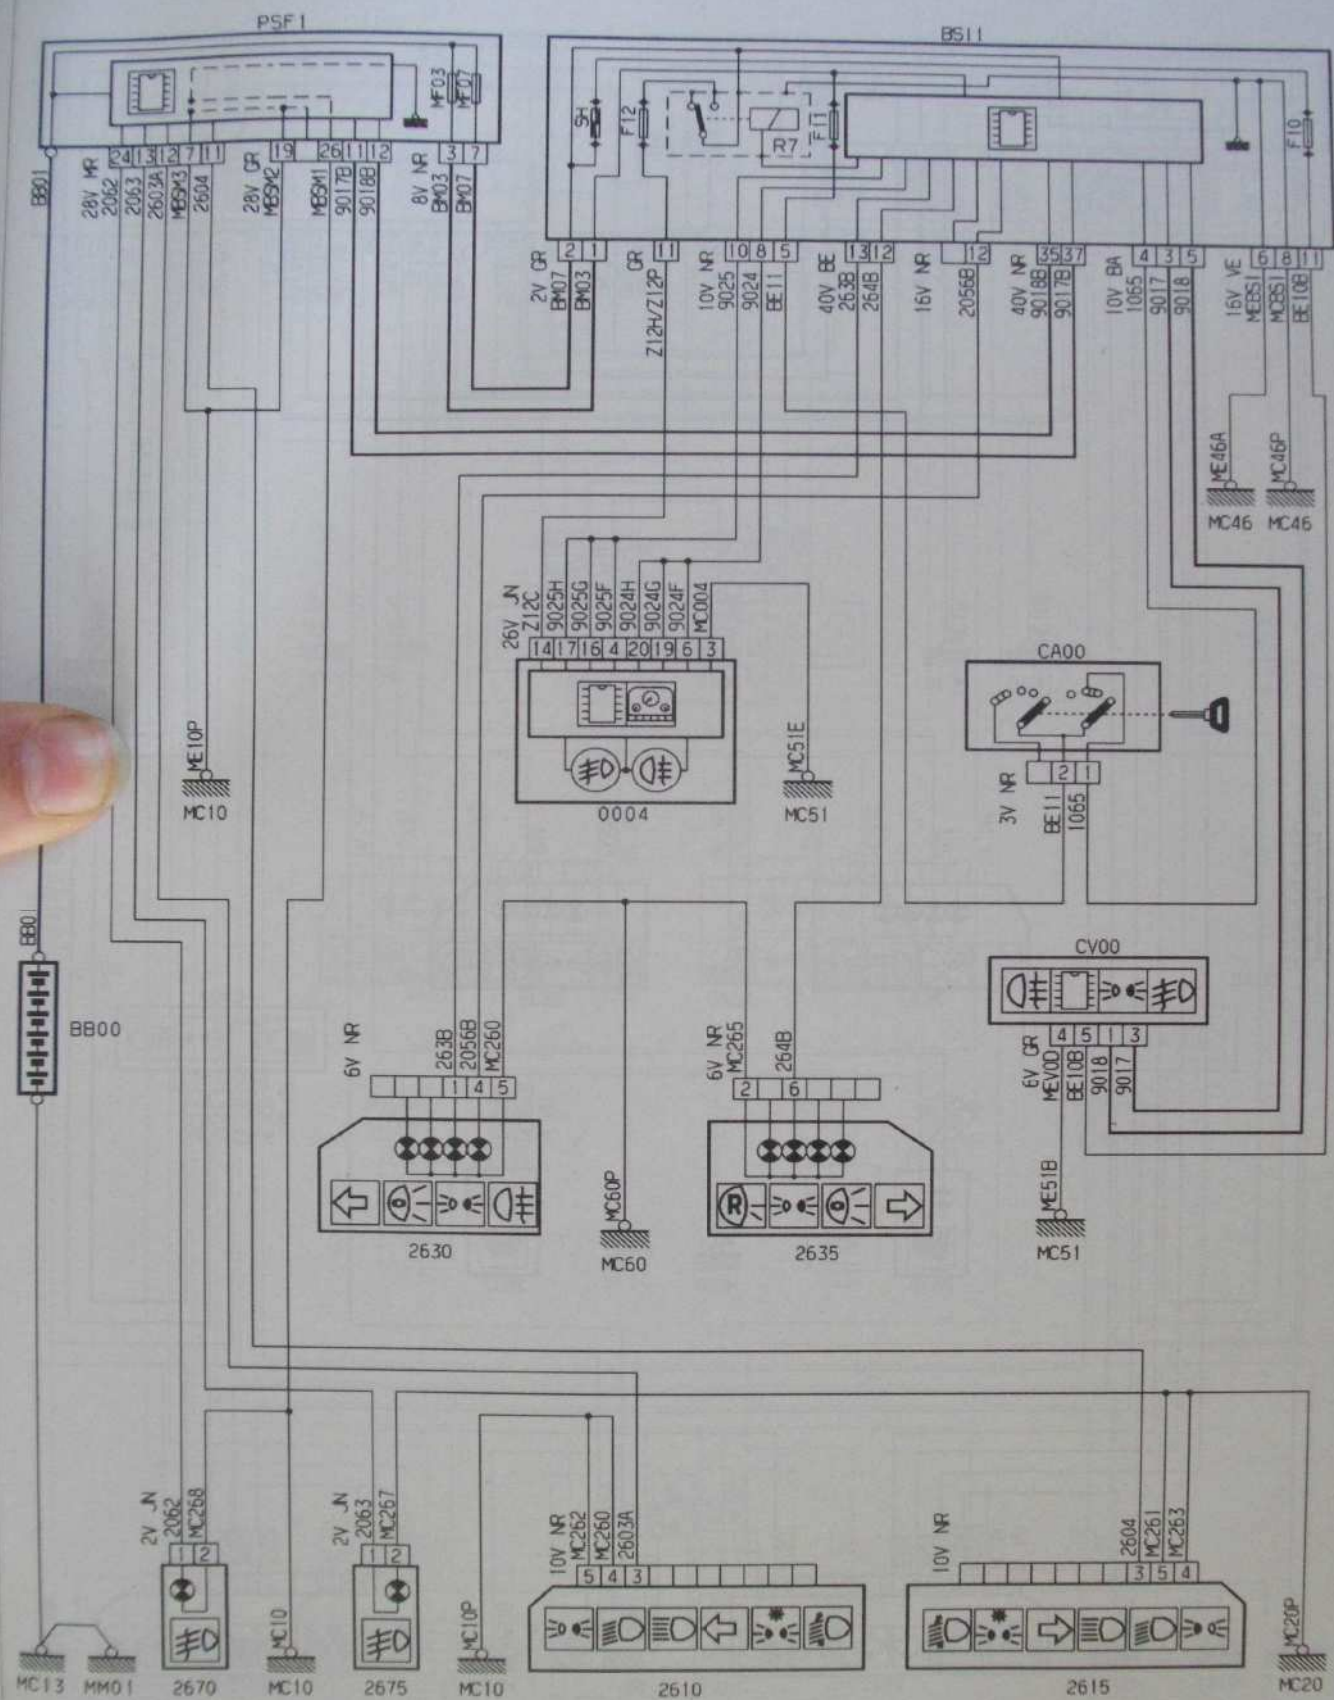 PSF1
BSI1
MF03
MF07
SH
F12
R7
F11
F10
24 13 12 7 11
19 26 11 12
3 7
BB01
28V MR
2062
2063
2603A
MBSM3
2604
28V GR
MBSM2
MBSM1
9017B
9018B
8V NR
BM03
BM07
2 1
11
10 8 5
13 12
12
35 37
4 3 5
6 8 11
2V GR
BM07
BM03
GR
Z12H/Z12P
10V NR
9025
9024
BE11
40V BE
263B
264B
16V NR
2056B
40V NR
9018B
9017B
10V BA
1065
9017
9018
16V VE
MEBSI
MCBSI
BE10B
ME46A
MC46P
MC46 MC46
26V JN
Z12C
9025H
9025G
9025F
9024H
9024G
9024F
MC004
14 17 16 4 20 19 6 3
0004
MC51E
MC51
ME10P
MC10
CA00
2 1
3V NR
BE11
1065
BB01
BB00
CV00
4 5 1 3
6V GR
MEV00
BE10B
9018
9017
ME51B
MC51
6V NR
263B
2056B
MC260
1 4 5
2630
MC60P
MC60
6V NR
MC265
264B
2 6
R
2635
2V JN
2062
MC268
1 2
2670
MC10
MC10
2V JN
2063
MC267
1 2
2675
MC10P
MC10
10V NR
MC262
MC260
2603A
5 4 3
2610
10V NR
2604
MC261
MC263
3 5 4
2615
MC20P
MC20
MC13
MM01